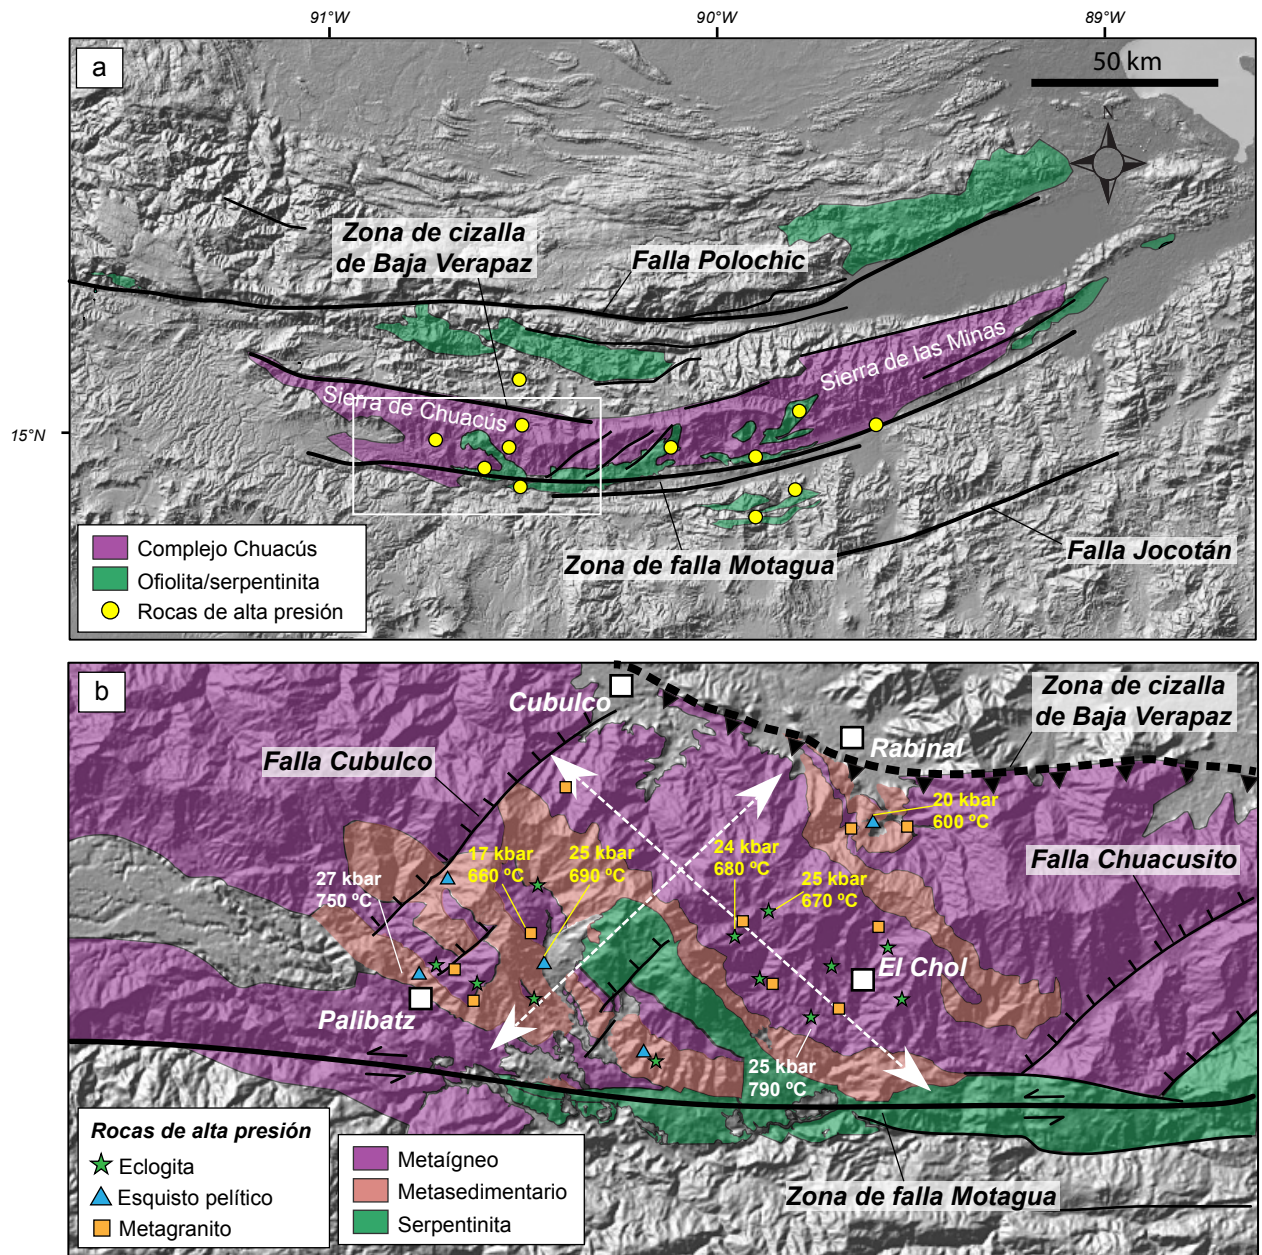 91°W
90°W
89°W
a
50 km
N
Zona de cizalla
de Baja Verapaz
Falla Polochic
Sierra de las Minas
Sierra de Chuacús
15°N
Complejo Chuacús
Ofiolita/serpentinita
Rocas de alta presión
Zona de falla Motagua
Falla Jocotán
b
Cubulco
Zona de cizalla
de Baja Verapaz
Rabinal
Falla Cubulco
20 kbar
600 ºC
17 kbar
660 ºC
25 kbar
690 ºC
24 kbar
680 ºC
25 kbar
670 ºC
Falla Chuacusito
27 kbar
750 ºC
El Chol
Palibatz
25 kbar
790 ºC
Rocas de alta presión
Eclogita
Esquisto pelítico
Metagranito
Metaígneo
Metasedimentario
Serpentinita
Zona de falla Motagua